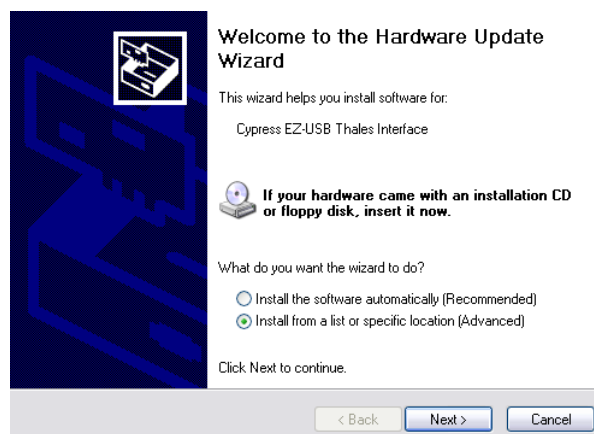 Welcome to the Hardware Update
Wizard
This wizard helps you install software for:
Cypress EZ-USB Thales Interface
If your hardware came with an installation CD
or floppy disk, insert it now.
What do you want the wizard to do?
Install the software automatically (Recommended)
Install from a list or specific location (Advanced)
Click Next to continue.
< Back Next > Cancel